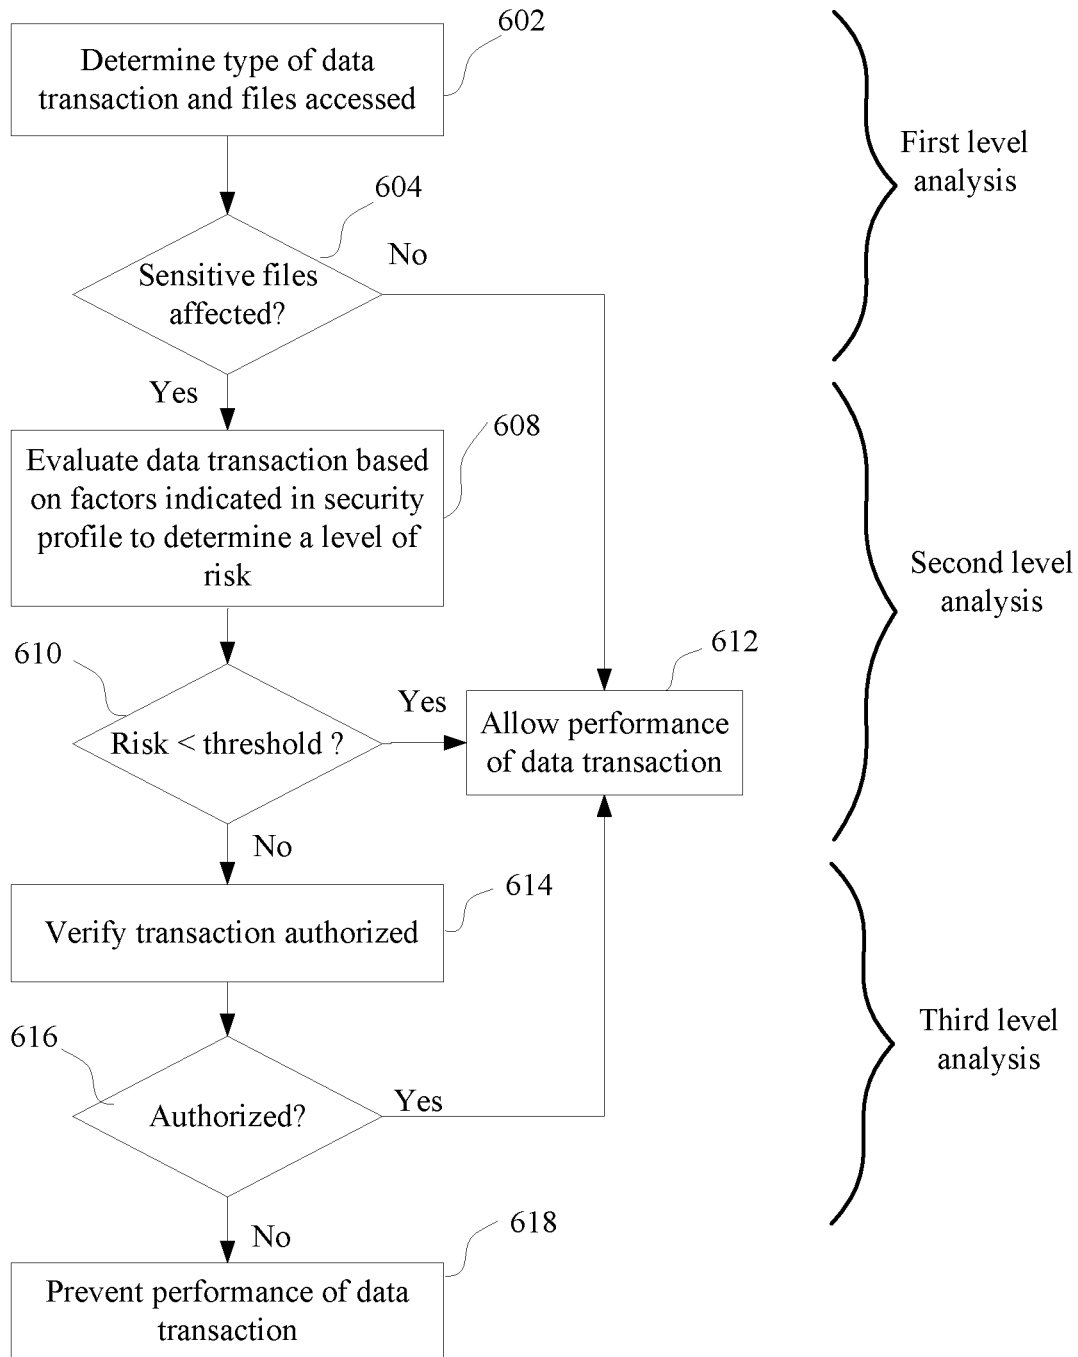 602
Determine type of data
transaction and files accessed
First level
analysis
604
No
Sensitive files
affected?
Yes
608
Evaluate data transaction based
on factors indicated in security
profile to determine a level of
risk
Second level
analysis
610
612
Yes
Risk < threshold ?
Allow performance
of data transaction
No
614
Verify transaction authorized
Third level
analysis
616
Yes
Authorized?
No
618
Prevent performance of data
transaction